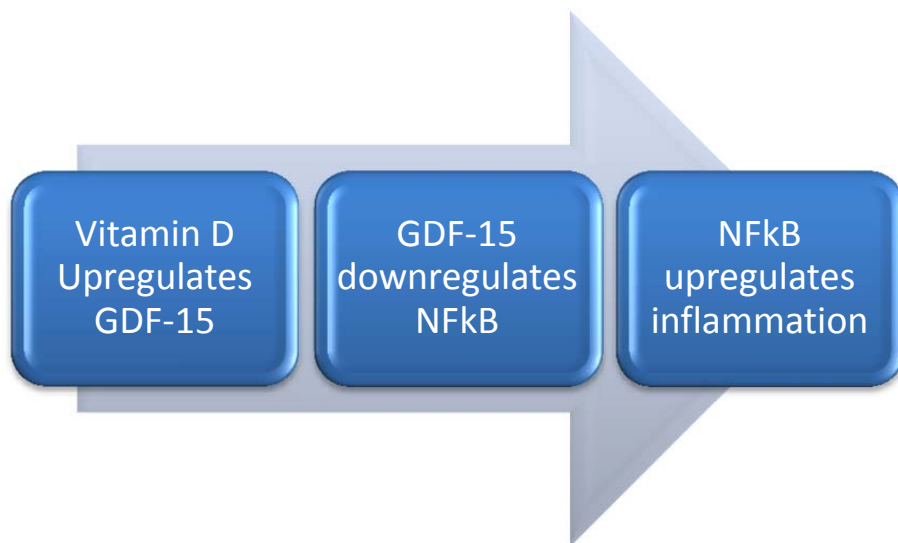 Vitamin D
Upregulates
GDF-15
GDF-15
downregulates
NFkB
NFkB
upregulates
inflammation